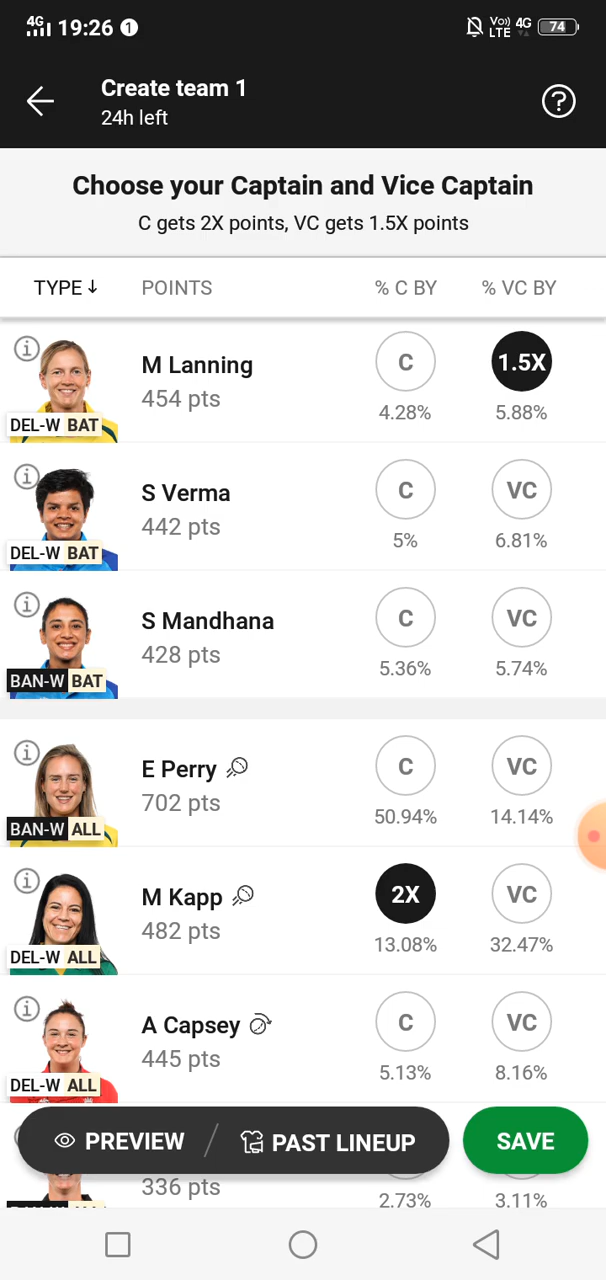 4G 19:26 1 Vo) LTE 4G 74
Create team 1
24h left
?
Choose your Captain and Vice Captain
C gets 2X points, VC gets 1.5X points
TYPE↓ POINTS % C BY % VC BY
M Lanning C 1.5X
454 pts 4.28% 5.88%
DEL-W BAT
S Verma C VC
442 pts 5% 6.81%
DEL-W BAT
S Mandhana C VC
428 pts 5.36% 5.74%
BAN-W BAT
E Perry C VC
702 pts 50.94% 14.14%
BAN-W ALL
M Kapp 2X VC
482 pts 13.08% 32.47%
DEL-W ALL
A Capsey C VC
445 pts 5.13% 8.16%
DEL-W ALL
PREVIEW / PAST LINEUP SAVE
336 pts 2.73% 3.11%